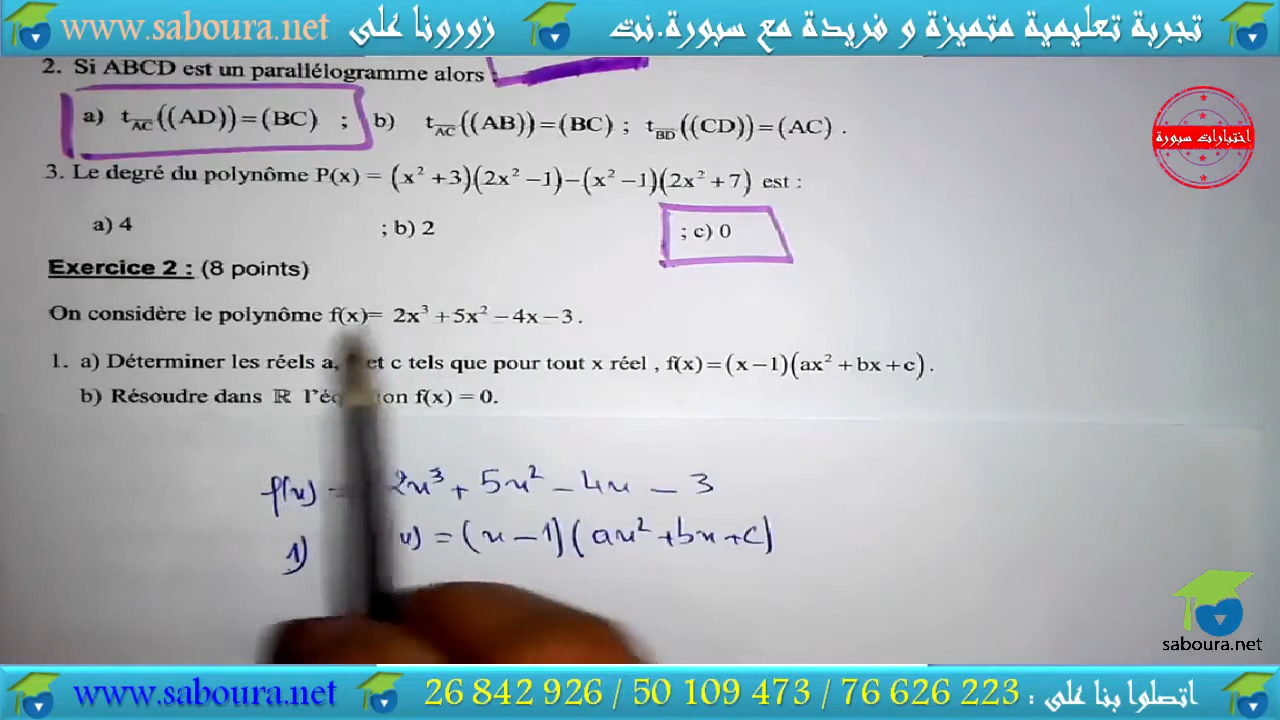 www.saboura.net زورونا على تجربة تعليمية متميزة و فريدة مع سبورة.نت
2. Si ABCD est un parallélogramme alors :
a) t_AC((AD))=(BC) ; b) t_AC((AB))=(BC) ; t_BD((CD))=(AC) .
اختبارات سبورة
3. Le degré du polynôme P(x) = (x² +3)(2x² −1)−(x² −1)(2x² +7) est :
a) 4 ; b) 2 ; c) 0
Exercice 2 : (8 points)
On considère le polynôme f(x)= 2x³ +5x² −4x −3 .
1. a) Déterminer les réels a, et c tels que pour tout x réel , f(x)=(x−1)(ax² +bx +c) .
b) Résoudre dans ℝ f(x) = 0.
f(x) = 2x³ + 5x² − 4x − 3
1) x) = (x − 1)(ax² + bx + c)
saboura.net
www.saboura.net 26 842 926 / 50 109 473 / 76 626 223 : اتصلوا بنا على